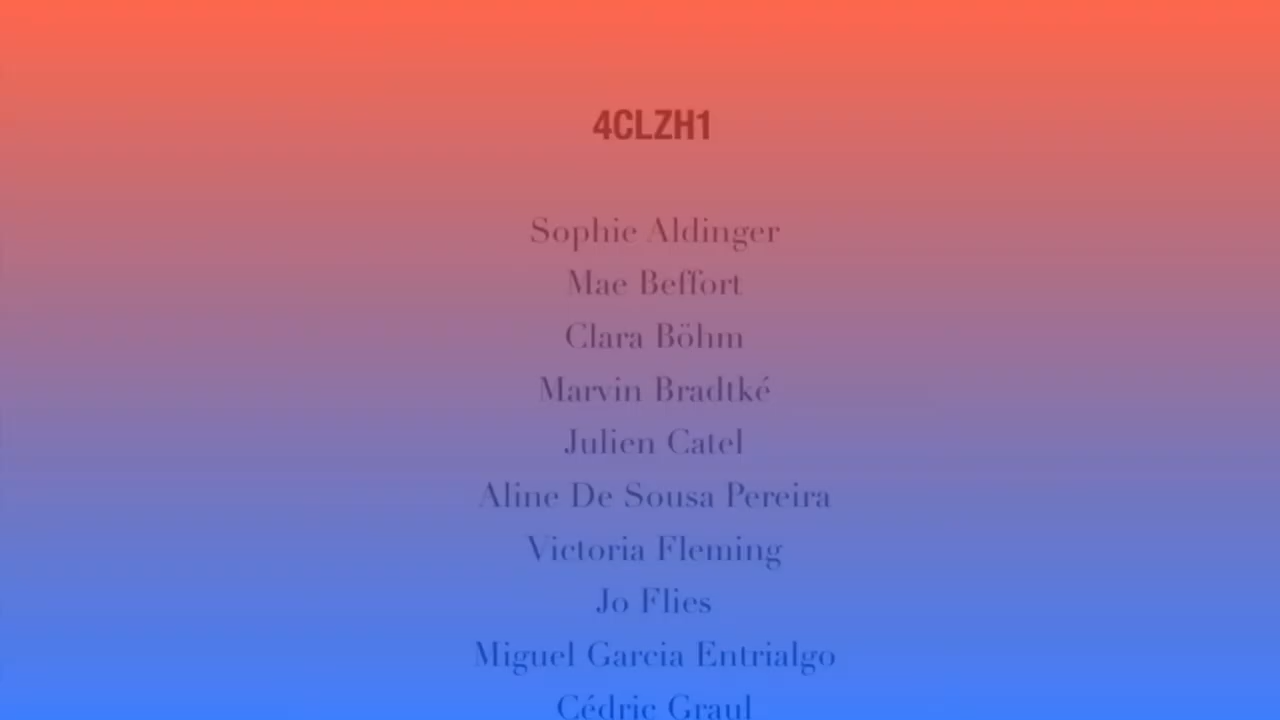 4CLZH1
Sophie Aldinger
Mae Beffort
Clara Böhm
Marvin Bradtké
Julien Catel
Aline De Sousa Pereira
Victoria Fleming
Jo Flies
Miguel Garcia Entrialgo
Cédric Graul